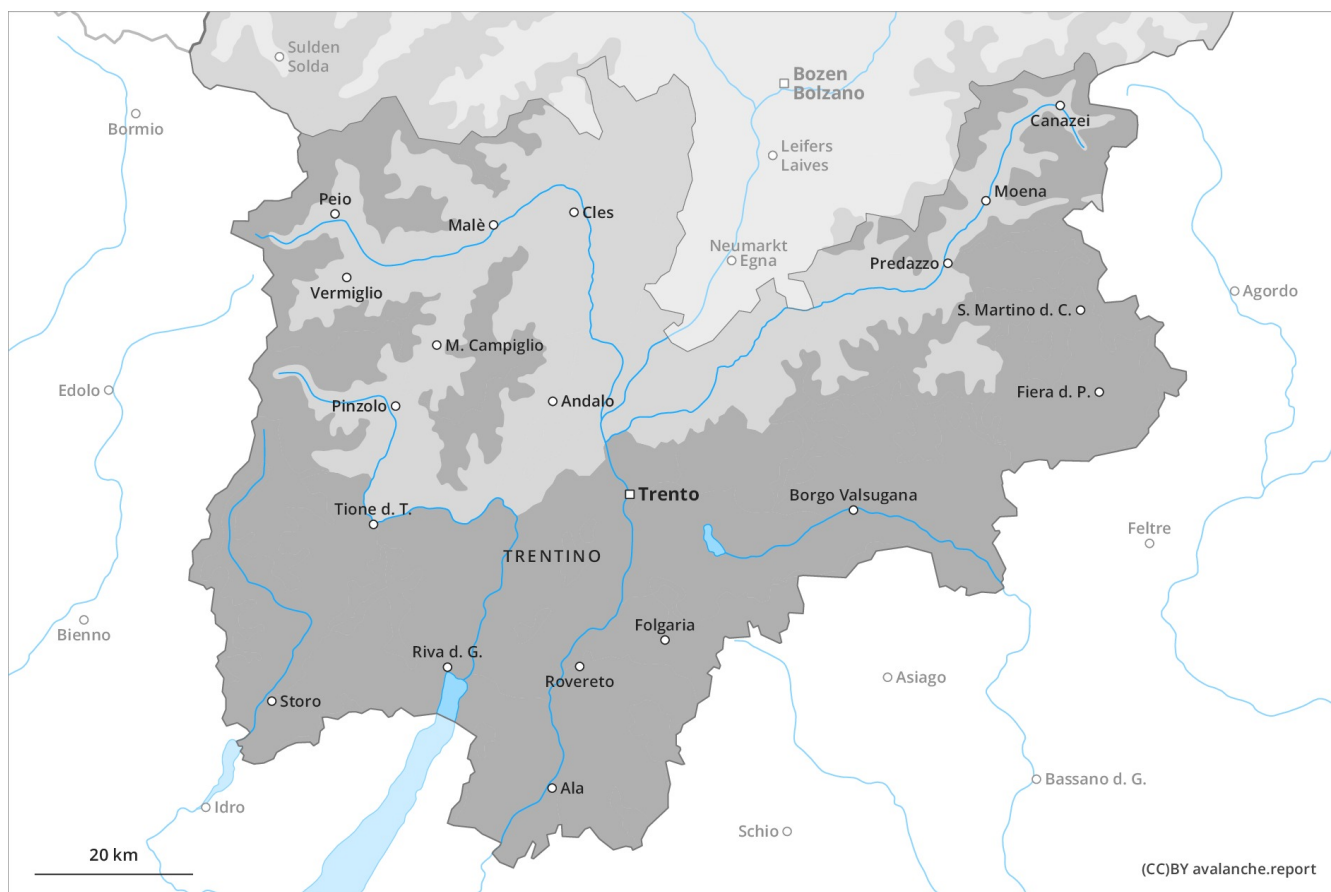 Sulden
Solda
Bozen
Bolzano
Bormio
Canazei
Leifers
Laives
Moena
Peio
Malè
Cles
Neumarkt
Egna
Predazzo
Vermiglio
Agordo
S. Martino d. C.
M. Campiglio
Edolo
Fiera d. P.
Andalo
Pinzolo
Trento
Borgo Valsugana
Tione d. T.
Feltre
TRENTINO
Bienno
Folgaria
Riva d. G.
Rovereto
Asiago
Storo
Bassano d. G.
Ala
Idro
Schio
20 km
(CC)BY avalanche.report